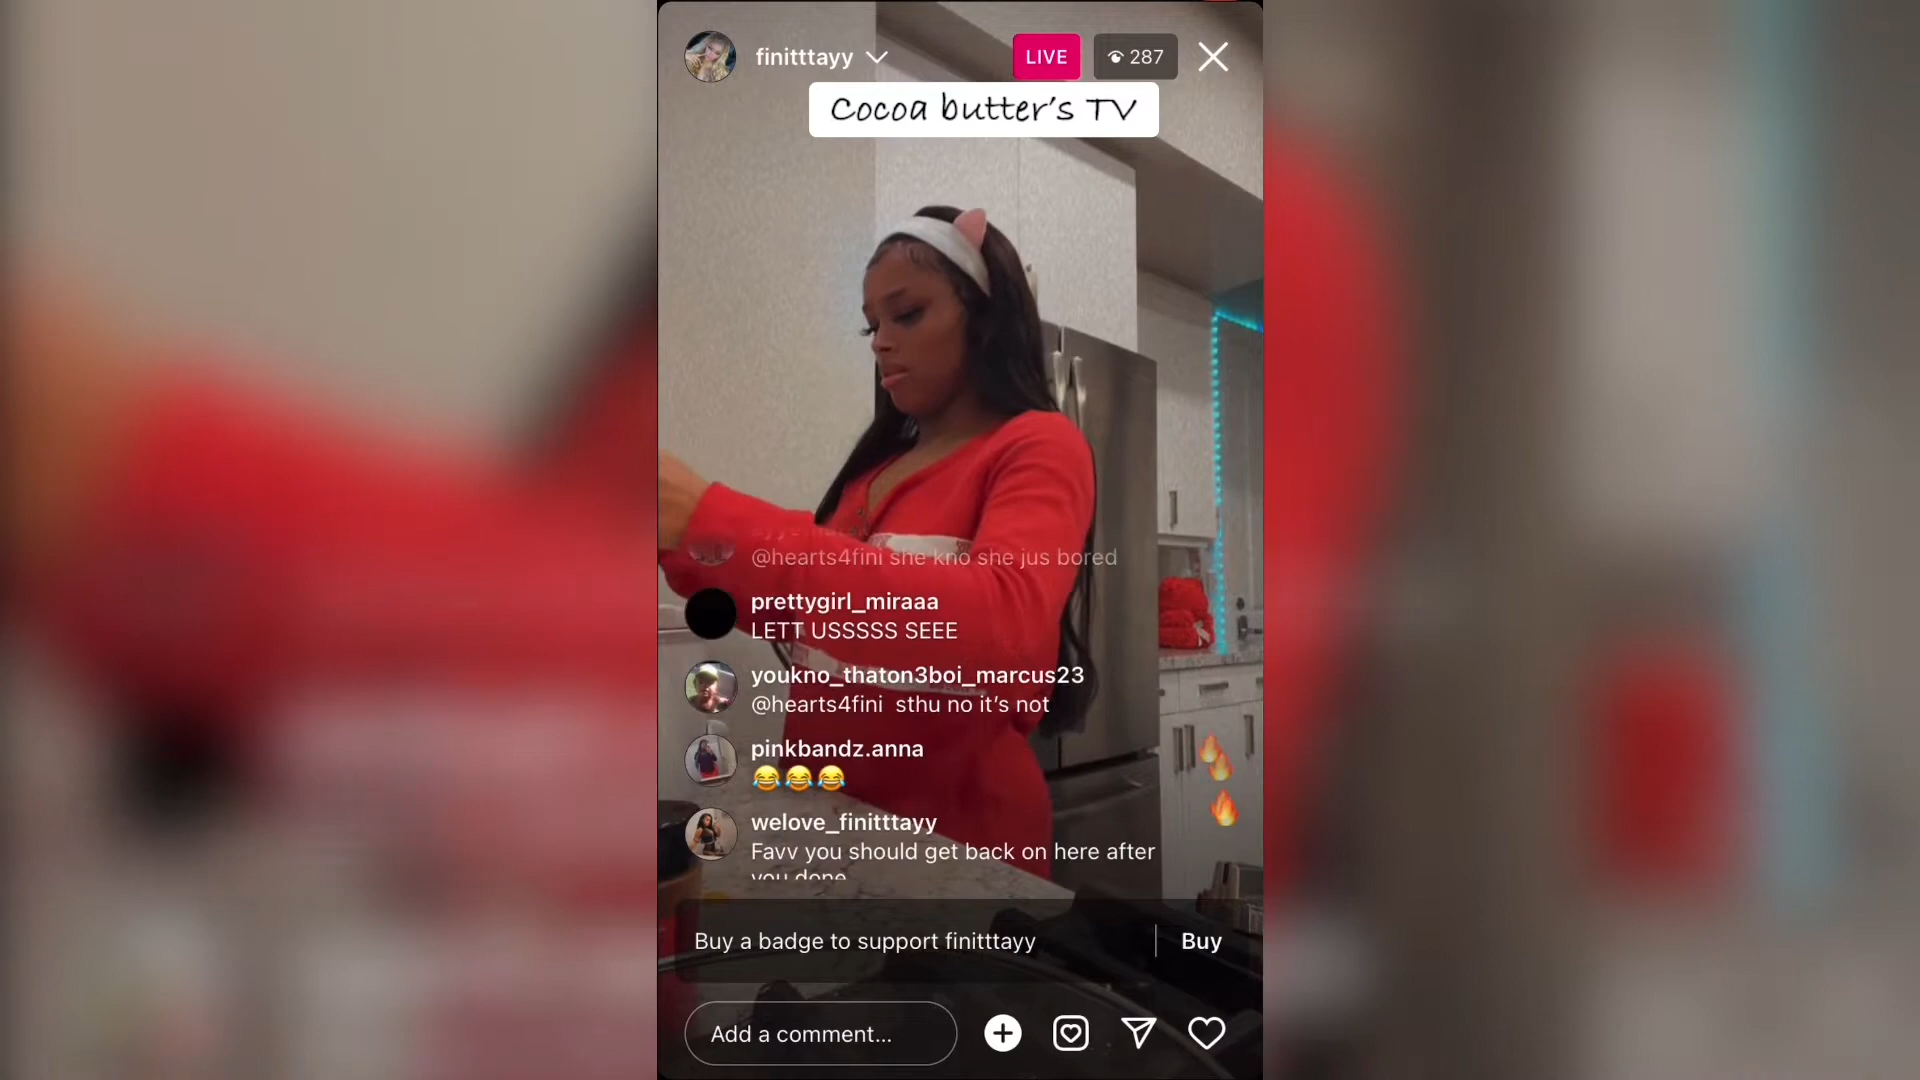 finitttayy
LIVE
287
Cocoa butter's TV
@hearts4fini she kno she jus bored
prettygirl_miraaa
LETT USSSSS SEEE
youkno_thaton3boi_marcus23
@hearts4fini sthu no it's not
pinkbandz.anna
😂😂😂
welove_finitttayy
Favv you should get back on here after
you done
Buy a badge to support finitttayy
Buy
Add a comment...